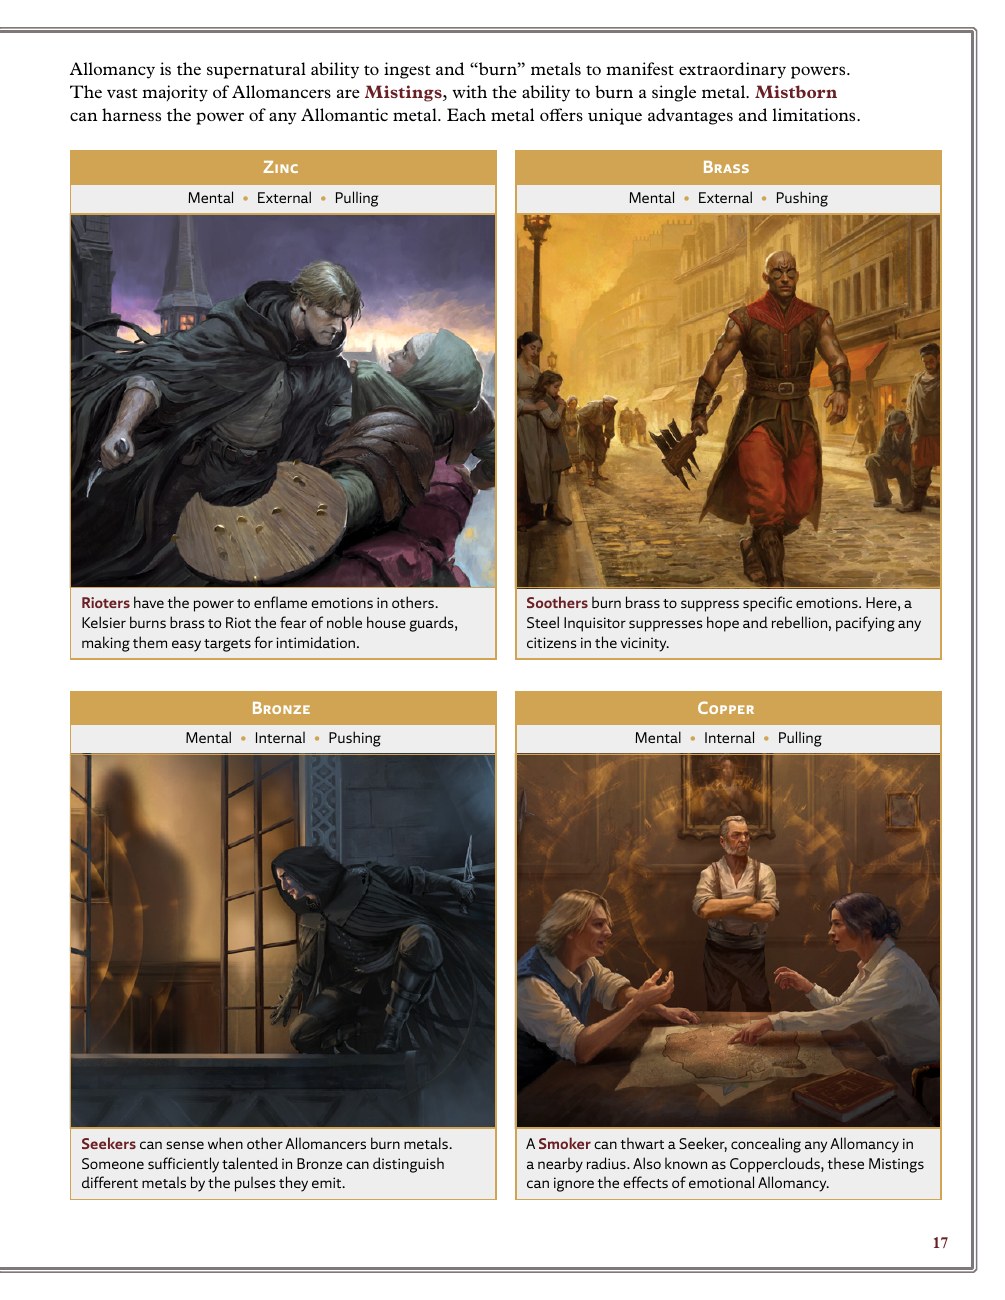 Allomancy is the supernatural ability to ingest and “burn” metals to manifest extraordinary powers.
The vast majority of Allomancers are Mistings, with the ability to burn a single metal. Mistborn
can harness the power of any Allomantic metal. Each metal offers unique advantages and limitations.
Zinc
Mental • External • Pulling
Rioters have the power to enflame emotions in others.
Kelsier burns brass to Riot the fear of noble house guards,
making them easy targets for intimidation.
Brass
Mental • External • Pushing
Soothers burn brass to suppress specific emotions. Here, a
Steel Inquisitor suppresses hope and rebellion, pacifying any
citizens in the vicinity.
Bronze
Mental • Internal • Pushing
Seekers can sense when other Allomancers burn metals.
Someone sufficiently talented in Bronze can distinguish
different metals by the pulses they emit.
Copper
Mental • Internal • Pulling
A Smoker can thwart a Seeker, concealing any Allomancy in
a nearby radius. Also known as Copperclouds, these Mistings
can ignore the effects of emotional Allomancy.
17